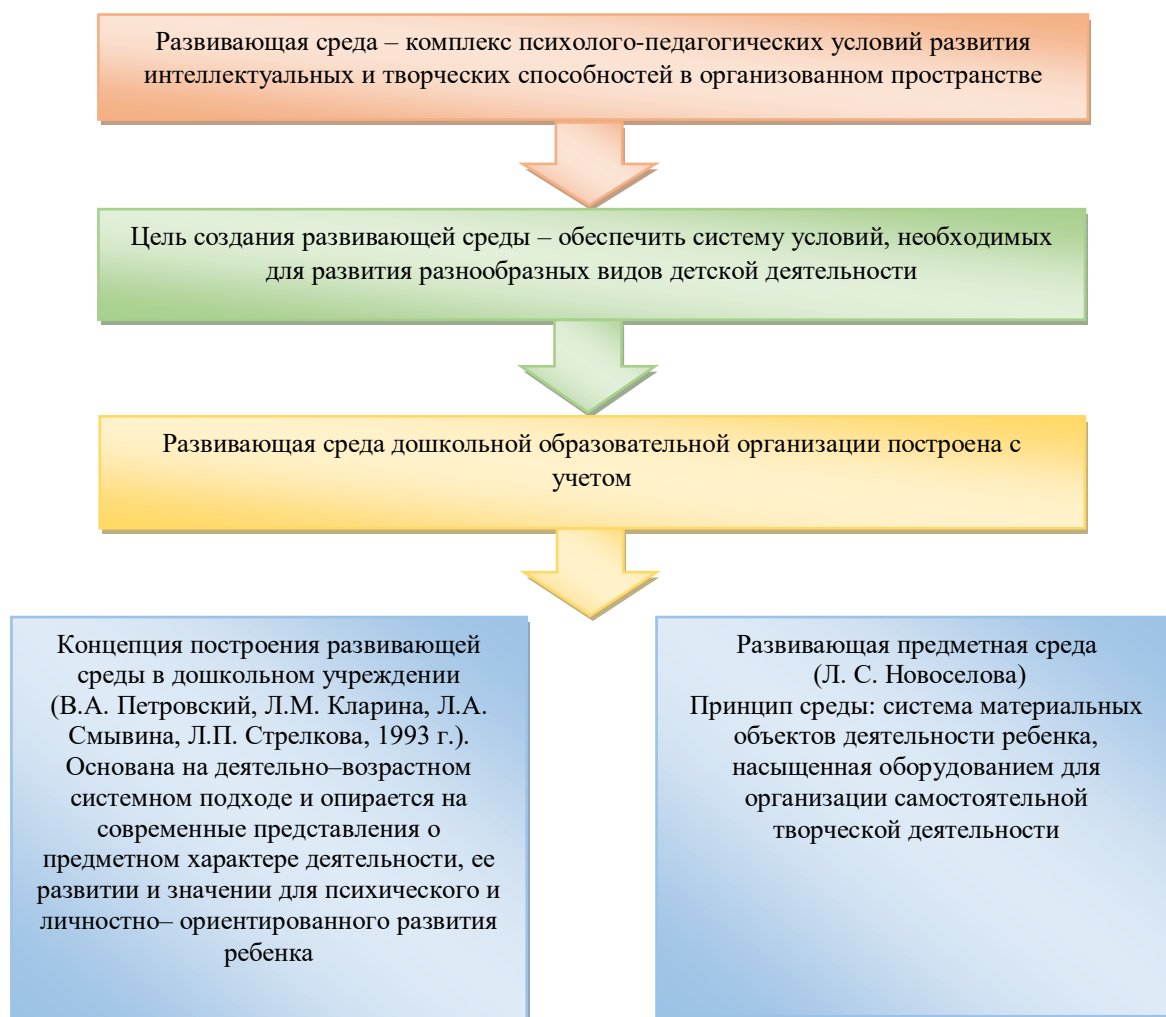 Развивающая среда – комплекс психолого-педагогических условий развития
интеллектуальных и творческих способностей в организованном пространстве
Цель создания развивающей среды – обеспечить систему условий, необходимых
для развития разнообразных видов детской деятельности
Развивающая среда дошкольной образовательной организации построена с
учетом
Концепция построения развивающей
среды в дошкольном учреждении
(В.А. Петровский, Л.М. Кларина, Л.А.
Смывина, Л.П. Стрелкова, 1993 г.).
Основана на деятельно–возрастном
системном подходе и опирается на
современные представления о
предметном характере деятельности, ее
развитии и значении для психического и
личностно– ориентированного развития
ребенка
Развивающая предметная среда
(Л. С. Новоселова)
Принцип среды: система материальных
объектов деятельности ребенка,
насыщенная оборудованием для
организации самостоятельной
творческой деятельности